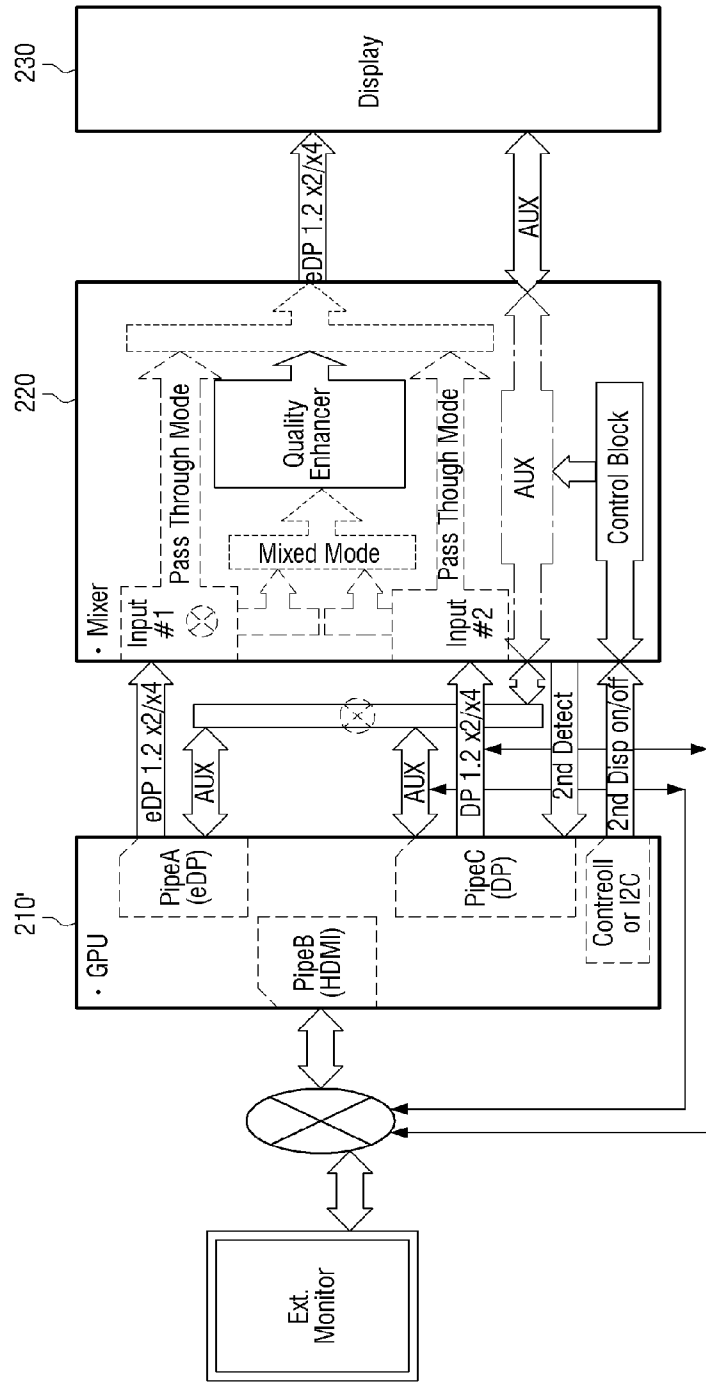 Ext.
Monitor
210'
• GPU
PipeA
(eDP)
PipeB
(HDMI)
PipeC
(DP)
Contreoll
or I2C
eDP 1.2 x2/x4
AUX
AUX
DP 1.2 x2/x4
2nd Detect
2nd Disp on/off
220
• Mixer
Input
#1
Pass Through Mode
Mixed Mode
Quality
Enhancer
Input
#2
Pass Though Mode
AUX
Control Block
eDP 1.2 x2/x4
AUX
230
Display